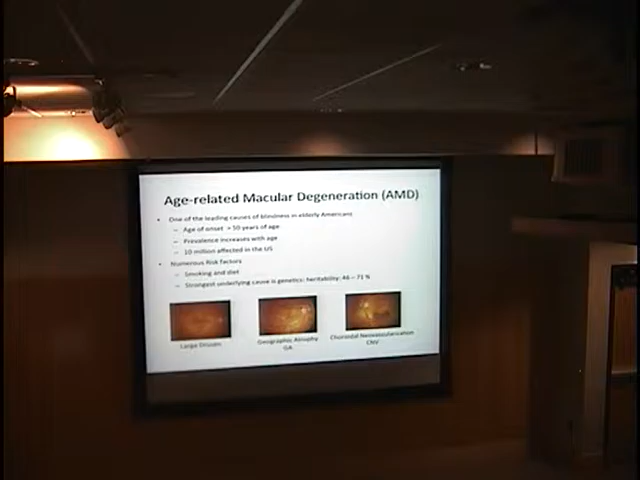 Age-related Macular Degeneration (AMD)
• One of the leading causes of blindness in elderly Americans
– Age of onset > 50 years of age
– Prevalence increases with age
– 10 million affected in the US
• Numerous Risk factors
– Smoking and diet
– Strongest underlying cause is genetics: heritability: 46 – 71 %
Large Drusen
Geographic Atrophy
GA
Choroidal Neovascularization
CNV